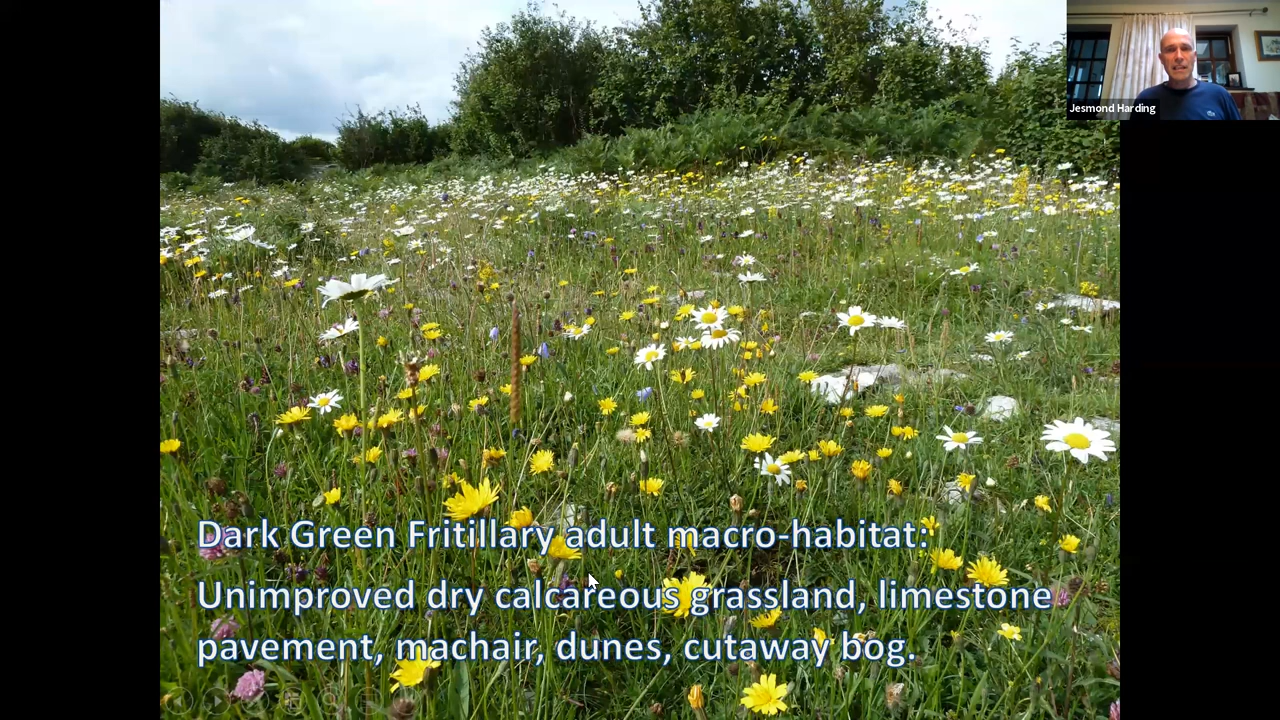 Jesmond Harding
Dark Green Fritillary adult macro-habitat:
Unimproved dry calcareous grassland, limestone
pavement, machair, dunes, cutaway bog.